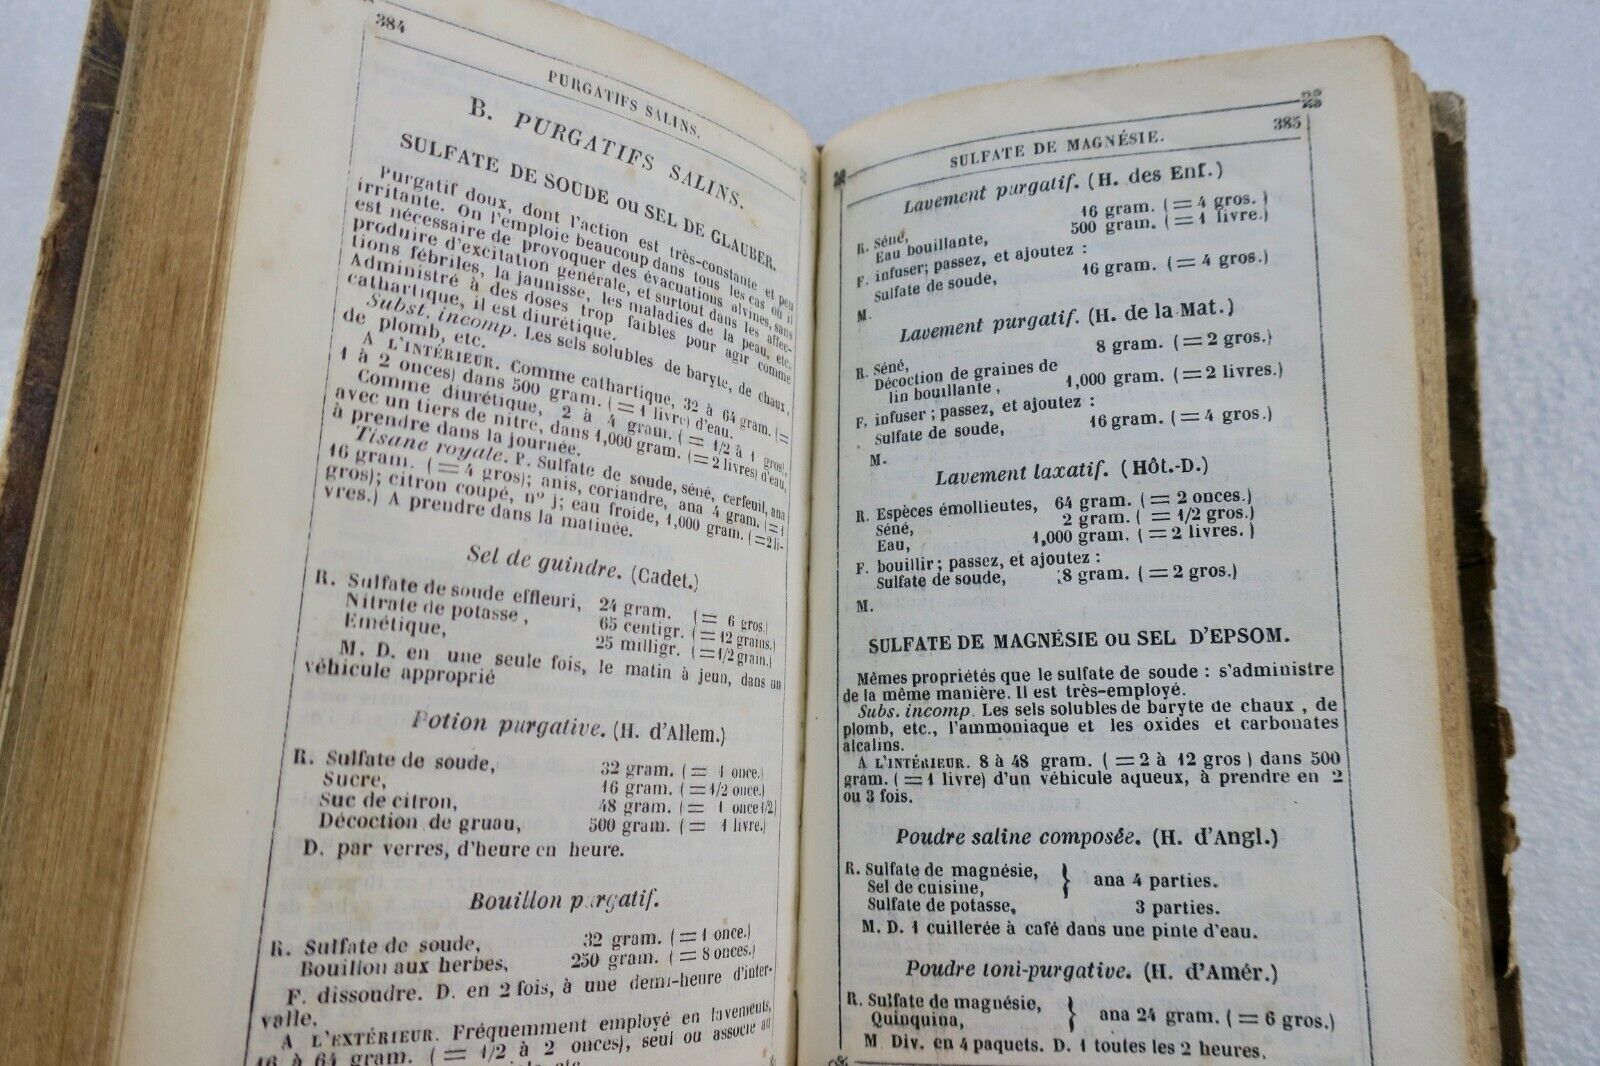 384
PURGATIFS SALINS.
B. PURGATIFS SALINS.
SULFATE DE SOUDE OU SEL DE GLAUBER.
Purgatif doux, dont l'action est très-constante et peu
irritante. On l'emploie beaucoup dans tous les cas où il
est nécessaire de provoquer des évacuations alvines, sans
produire d'excitation générale, et surtout dans les affec-
tions fébriles, la jaunisse, les maladies de la peau, etc.
Administré à des doses trop faibles pour agir comme
cathartique, il est diurétique.
Subst. incomp. Les sels solubles de baryte, de chaux,
de plomb, etc.
A L'INTÉRIEUR. Comme cathartique, 32 à 64 gram. (=
1 à 2 onces) dans 500 gram. (= 1 livre) d'eau.
Comme diurétique, 2 à 4 gram. (= 1/2 à 1 gros),
avec un tiers de nitre, dans 1,000 gram. (= 2 livres) d'eau,
à prendre dans la journée.
Tisane royale. P. Sulfate de soude, séné, cerfeuil, ana
16 gram. (= 4 gros); anis, coriandre, ana 4 gram. (= 1
gros); citron coupé, nº j; eau froide, 1,000 gram. (= 2 li-
vres.) A prendre dans la matinée.
Sel de guindre. (Cadet.)
R. Sulfate de soude effleuri, 24 gram. (= 6 gros.)
Nitrate de potasse, 65 centigr. (= 12 grains.)
Emétique, 25 milligr. (= 1/2 grain.)
M. D. en une seule fois, le matin à jeun, dans un
véhicule approprié
Potion purgative. (H. d'Allem.)
R. Sulfate de soude, 32 gram. (= 1 once.)
Sucre, 16 gram. (= 1/2 once.)
Suc de citron, 48 gram. (= 1 once 1/2)
Décoction de gruau, 500 gram. (= 1 livre.)
D. par verres, d'heure en heure.
Bouillon purgatif.
R. Sulfate de soude, 32 gram. (= 1 once.)
Bouillon aux herbes, 250 gram. (= 8 onces.)
F. dissoudre. D. en 2 fois, à une demi-heure d'inter-
valle.
A L'EXTÉRIEUR. Fréquemment employé en lavements,
16 à 64 gram. (= 1/2 à 2 onces), seul ou associé au
385
SULFATE DE MAGNÉSIE.
Lavement purgatif. (H. des Enf.)
R. Séné, 16 gram. (= 4 gros.)
Eau bouillante, 500 gram. (= 1 livre.)
F. infuser; passez, et ajoutez :
Sulfate de soude, 16 gram. (= 4 gros.)
M.
Lavement purgatif. (H. de la Mat.)
R. Séné, 8 gram. (= 2 gros.)
Décoction de graines de
lin bouillante, 1,000 gram. (= 2 livres.)
F. infuser; passez, et ajoutez :
Sulfate de soude, 16 gram. (= 4 gros.)
M.
Lavement laxatif. (Hôt.-D.)
R. Espèces émollientes, 64 gram. (= 2 onces.)
Séné, 2 gram. (= 1/2 gros.)
Eau, 1,000 gram. (= 2 livres.)
F. bouillir; passez, et ajoutez :
Sulfate de soude, 8 gram. (= 2 gros.)
M.
SULFATE DE MAGNÉSIE OU SEL D'EPSOM.
Mêmes propriétés que le sulfate de soude : s'administre
de la même manière. Il est très-employé.
Subs. incomp. Les sels solubles de baryte de chaux, de
plomb, etc., l'ammoniaque et les oxides et carbonates
alcalins.
A L'INTÉRIEUR. 8 à 48 gram. (= 2 à 12 gros) dans 500
gram. (= 1 livre) d'un véhicule aqueux, à prendre en 2
ou 3 fois.
Poudre saline composée. (H. d'Angl.)
R. Sulfate de magnésie,
Sel de cuisine, } ana 4 parties.
Sulfate de potasse, 3 parties.
M. D. 1 cuillerée à café dans une pinte d'eau.
Poudre toni-purgative. (H. d'Amér.)
R. Sulfate de magnésie,
Quinquina, } ana 24 gram. (= 6 gros.)
M. Div. en 4 paquets. D. 1 toutes les 2 heures.